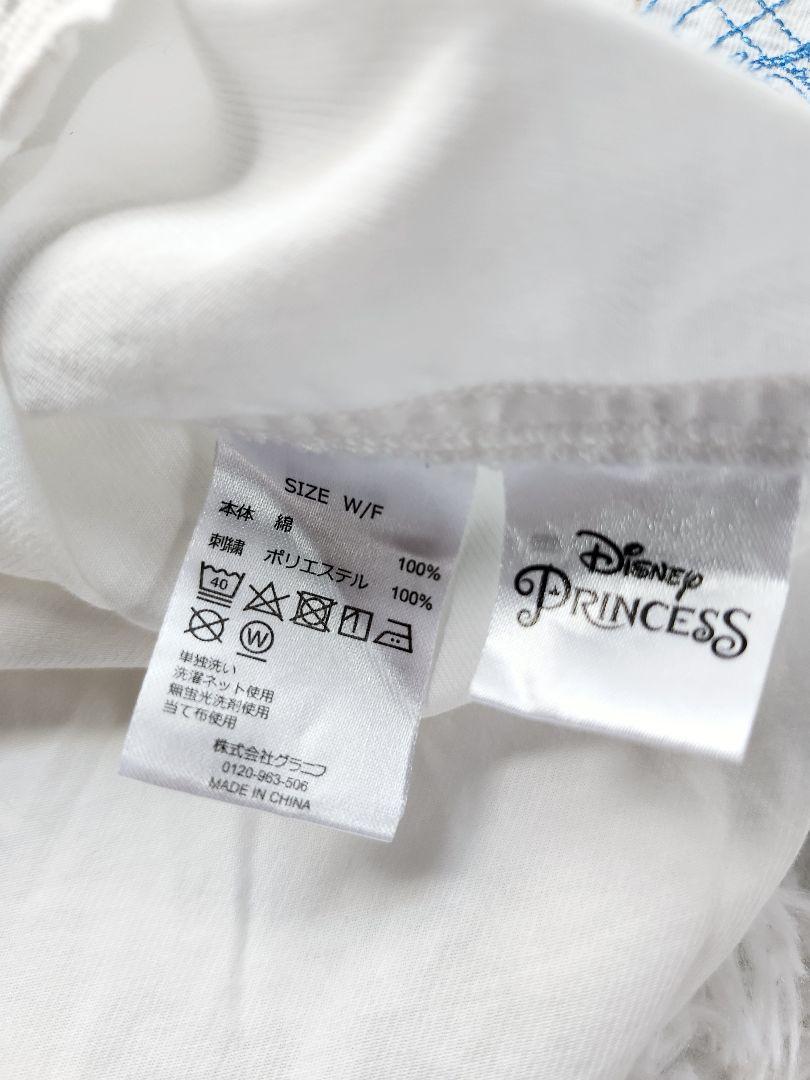 SIZE W/F
本体 綿 100%
刺繍 ポリエステル 100%
40
W
単独洗い
洗濯ネット使用
無蛍光洗剤使用
当て布使用
株式会社グラニフ
0120-963-506
MADE IN CHINA
Disney
PRINCESS